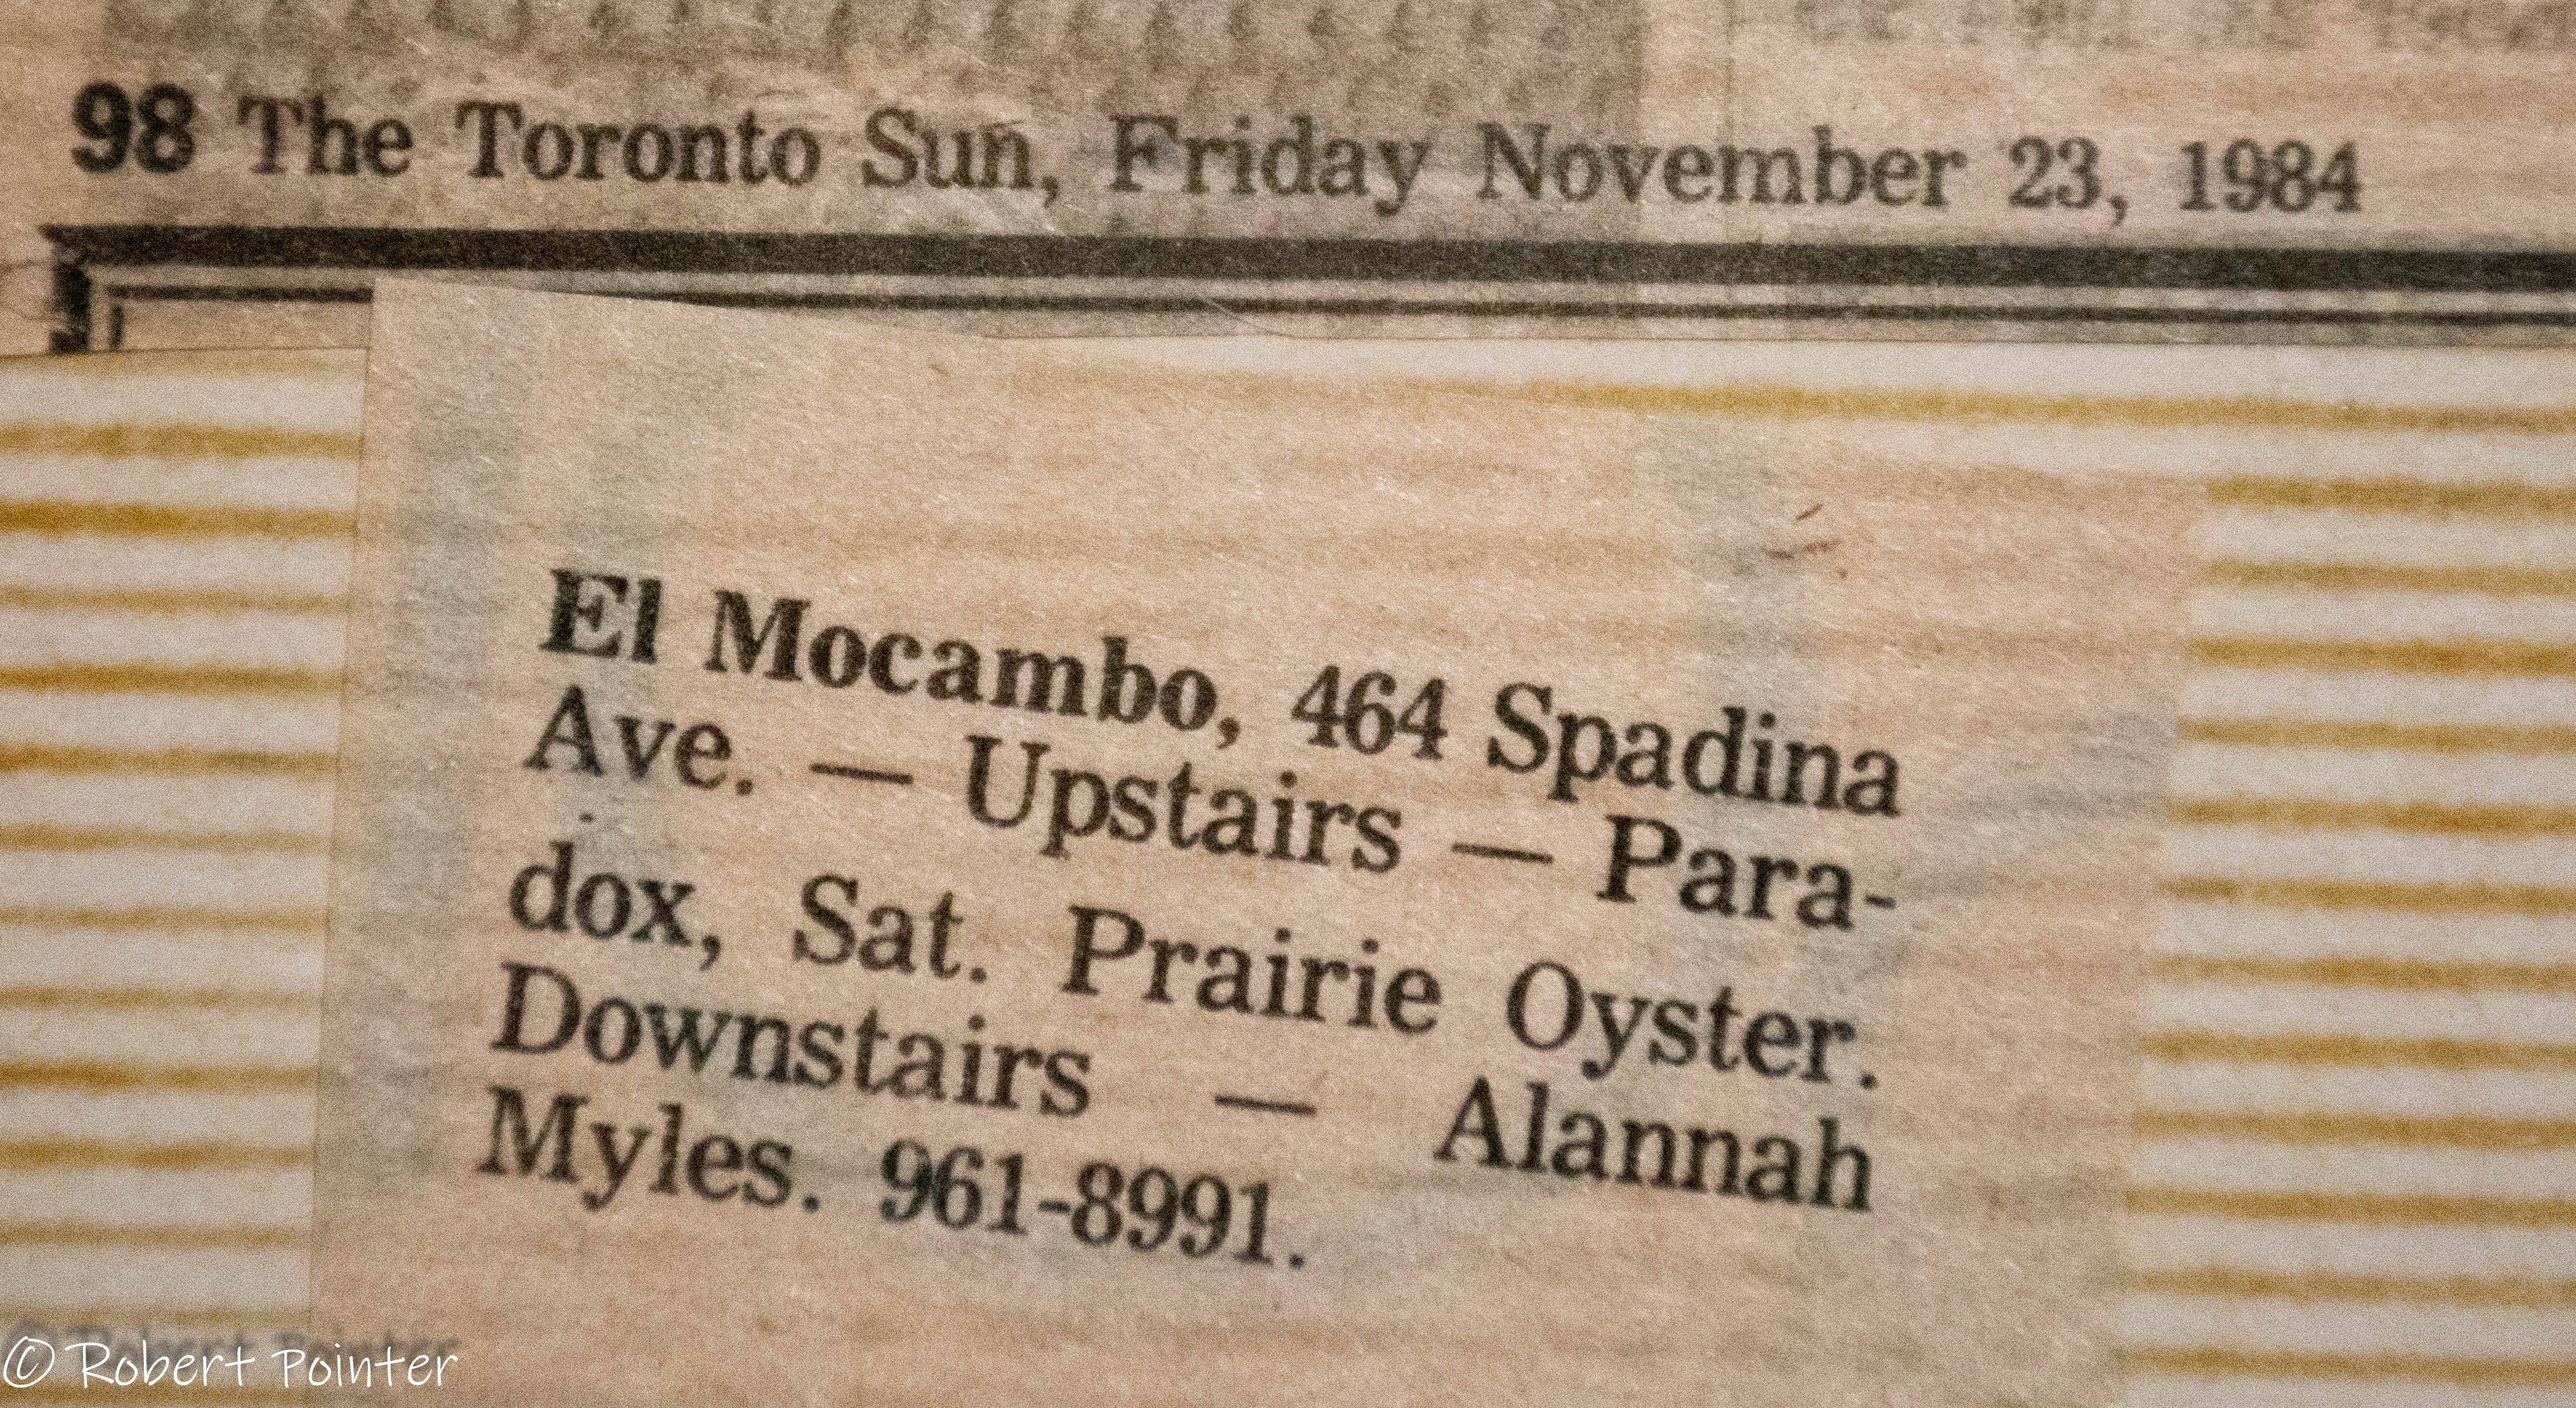 98 The Toronto Sun, Friday November 23, 1984
El Mocambo, 464 Spadina
Ave. — Upstairs — Para-
dox, Sat. Prairie Oyster.
Downstairs — Alannah
Myles. 961-8991.
© Robert Pointer